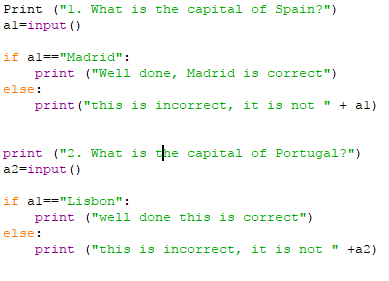 Print ("1. What is the capital of Spain?")
a1=input()
if a1=="Madrid":
    print ("Well done, Madrid is correct")
else:
    print("this is incorrect, it is not " + a1)
print ("2. What is the capital of Portugal?")
a2=input()
if a1=="Lisbon":
    print ("well done this is correct")
else:
    print ("this is incorrect, it is not " +a2)